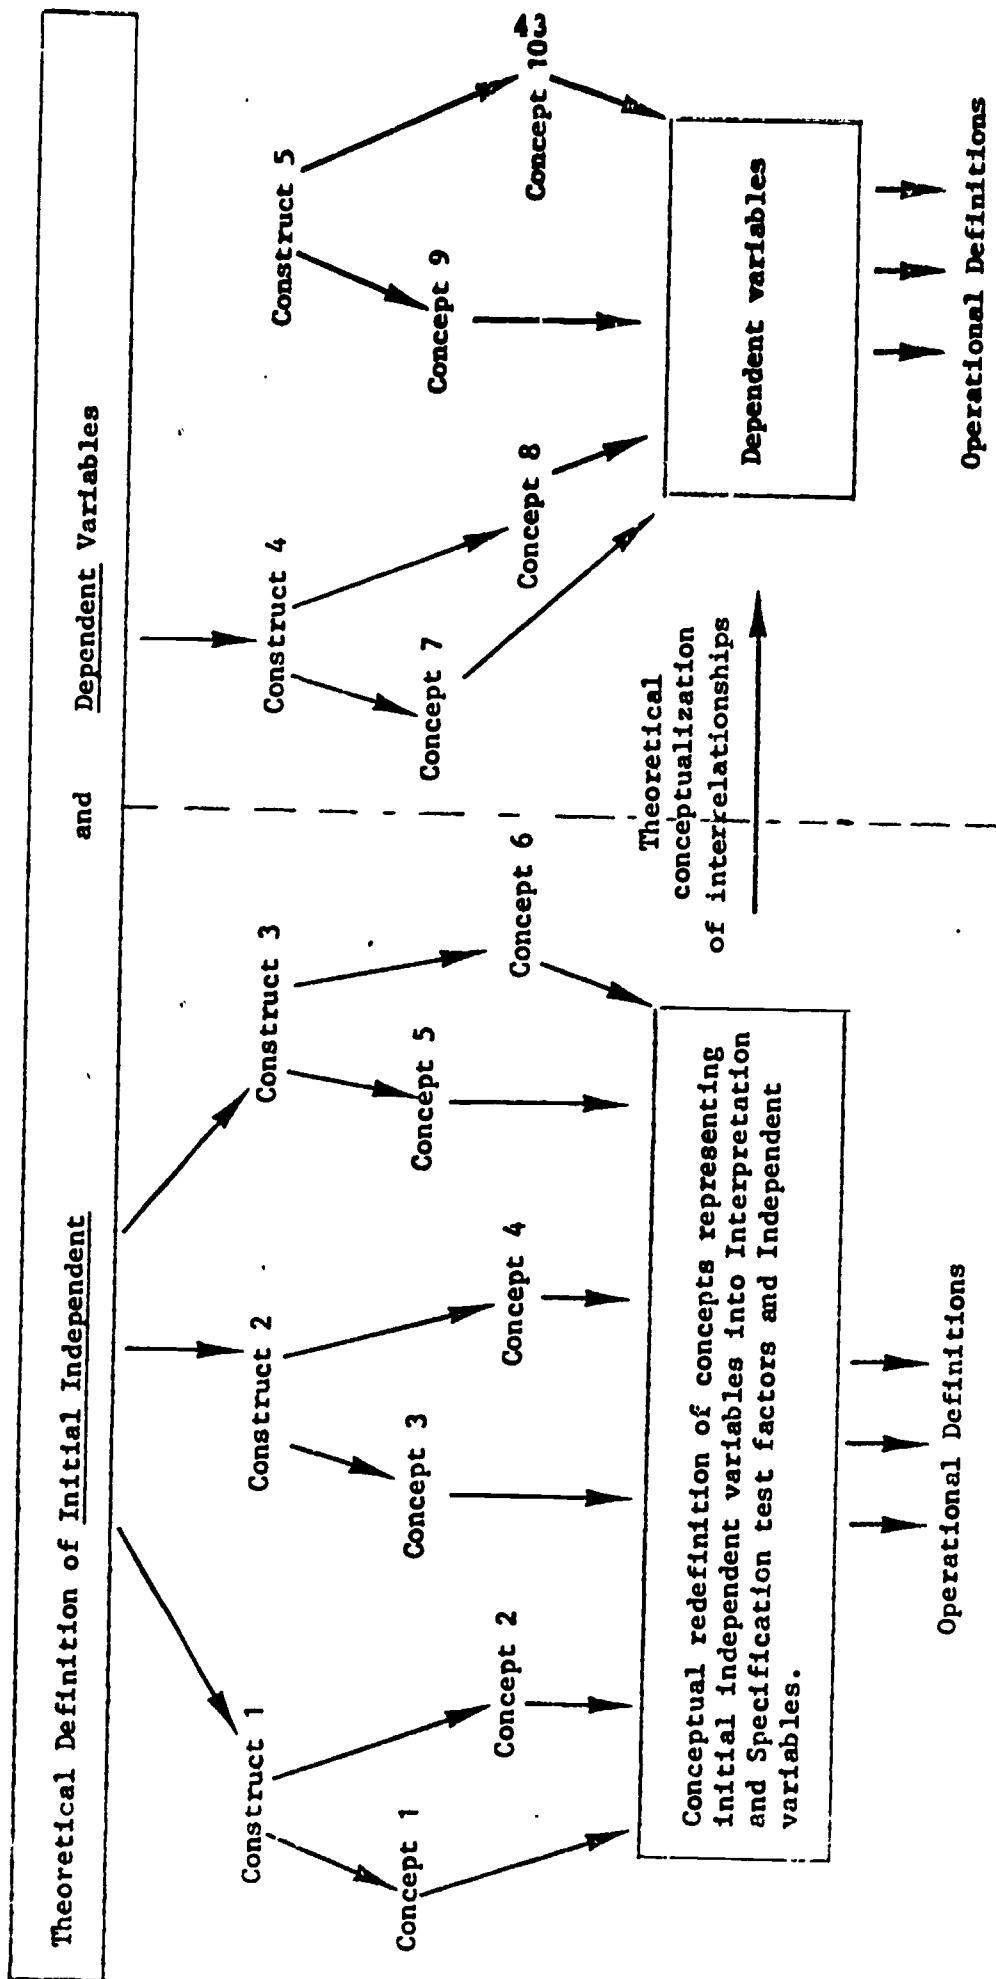 Theoretical Definition of Initial Independent and Dependent Variables
Construct 1
Construct 2
Construct 3
Construct 4
Construct 5
Concept 1
Concept 2
Concept 3
Concept 4
Concept 5
Concept 6
Concept 7
Concept 8
Concept 9
Concept 10
43
Theoretical
conceptualization
of interrelationships
Conceptual redefinition of concepts representing
initial independent variables into Interpretation
and Specification test factors and Independent
variables.
Dependent variables
Operational Definitions
Operational Definitions